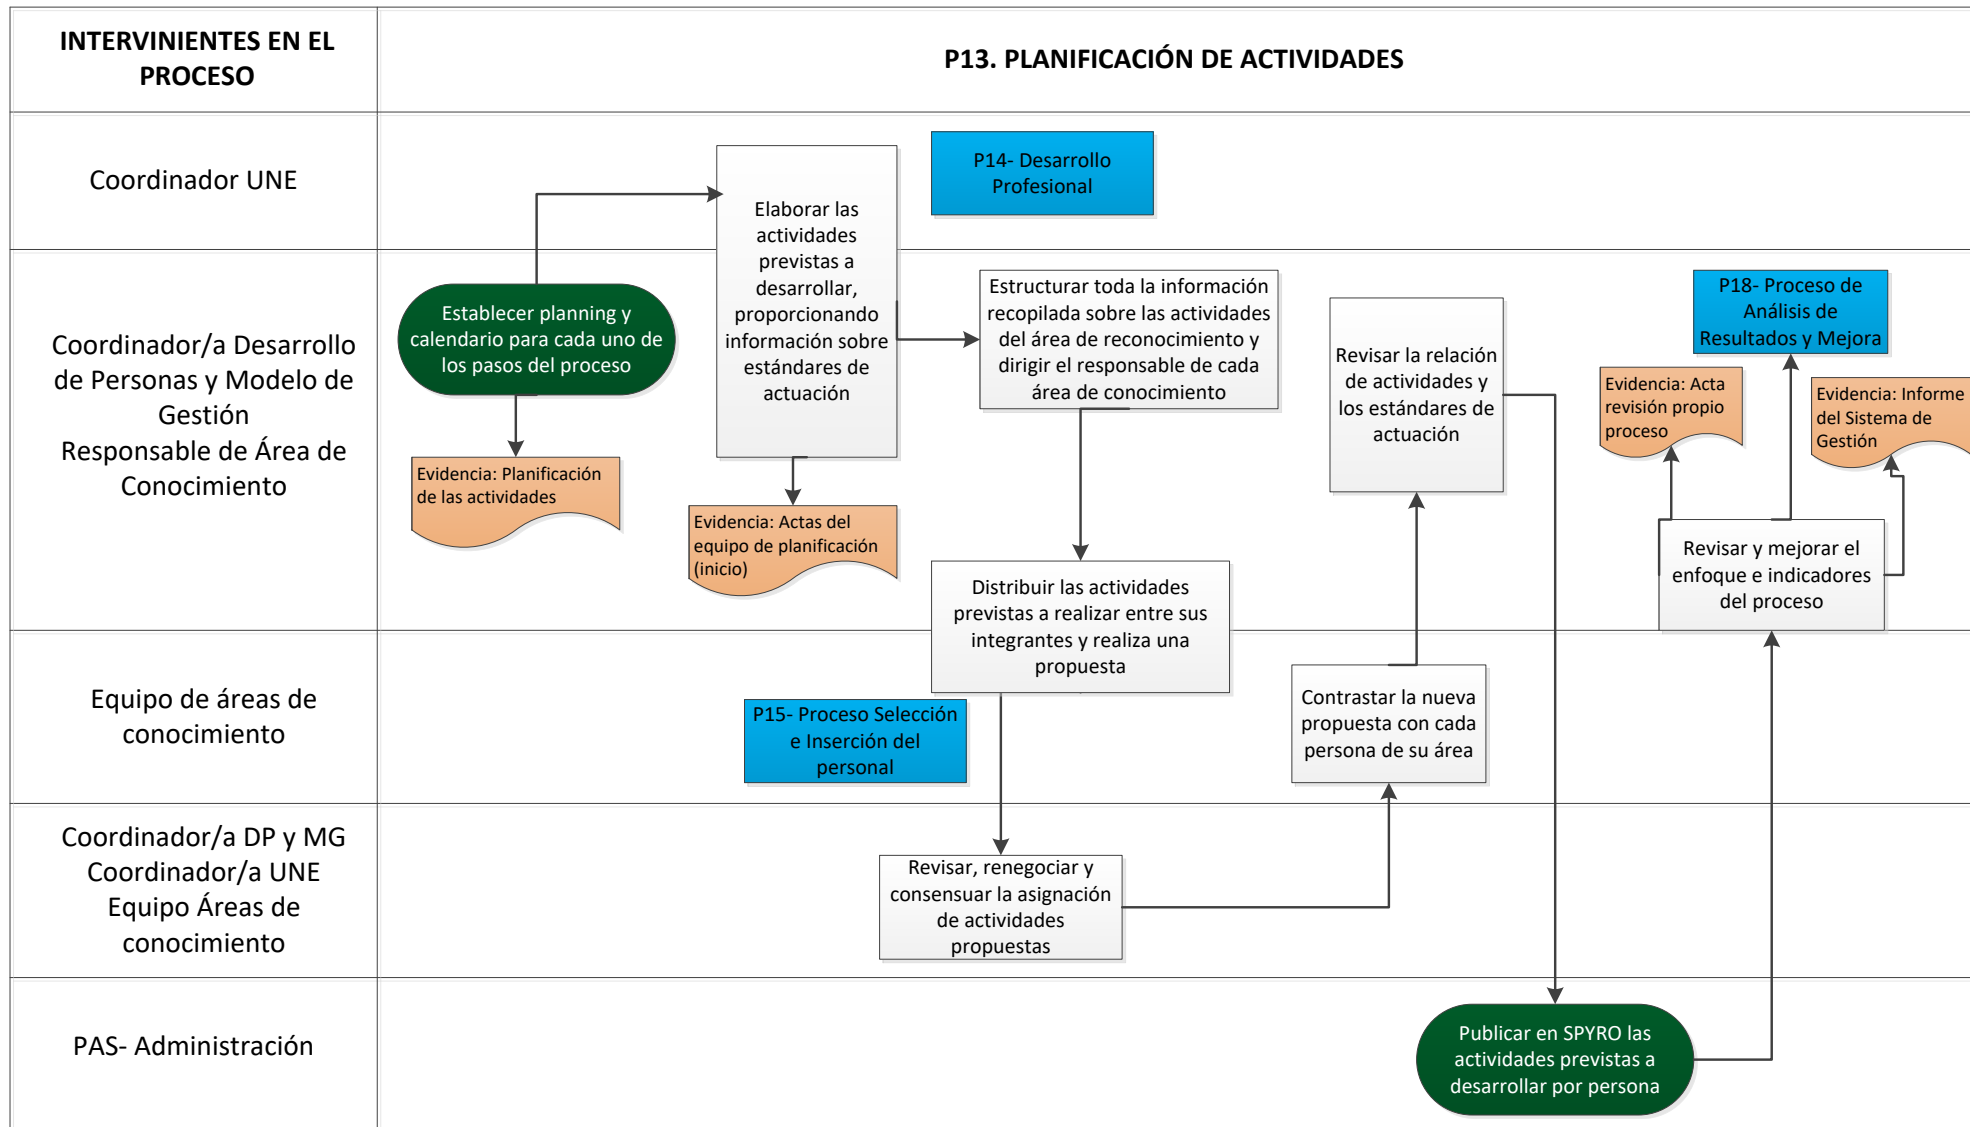 INTERVINIENTES EN EL
PROCESO
P13. PLANIFICACIÓN DE ACTIVIDADES
Coordinador UNE
Elaborar las
actividades
previstas a
desarrollar,
proporcionando
información sobre
estándares de
actuación
P14- Desarrollo
Profesional
Coordinador/a Desarrollo
de Personas y Modelo de
Gestión
Responsable de Área de
Conocimiento
Establecer planning y
calendario para cada uno de
los pasos del proceso
Evidencia: Planificación
de las actividades
Evidencia: Actas del
equipo de planificación
(inicio)
Estructurar toda la información
recopilada sobre las actividades
del área de reconocimiento y
dirigir el responsable de cada
área de conocimiento
Distribuir las actividades
previstas a realizar entre sus
integrantes y realiza una
propuesta
Revisar la relación
de actividades y
los estándares de
actuación
P18- Proceso de
Análisis de
Resultados y Mejora
Evidencia: Acta
revisión propio
proceso
Evidencia: Informe
del Sistema de
Gestión
Revisar y mejorar el
enfoque e indicadores
del proceso
Equipo de áreas de
conocimiento
P15- Proceso Selección
e Inserción del
personal
Contrastar la nueva
propuesta con cada
persona de su área
Coordinador/a DP y MG
Coordinador/a UNE
Equipo Áreas de
conocimiento
Revisar, renegociar y
consensuar la asignación
de actividades
propuestas
PAS- Administración
Publicar en SPYRO las
actividades previstas a
desarrollar por persona